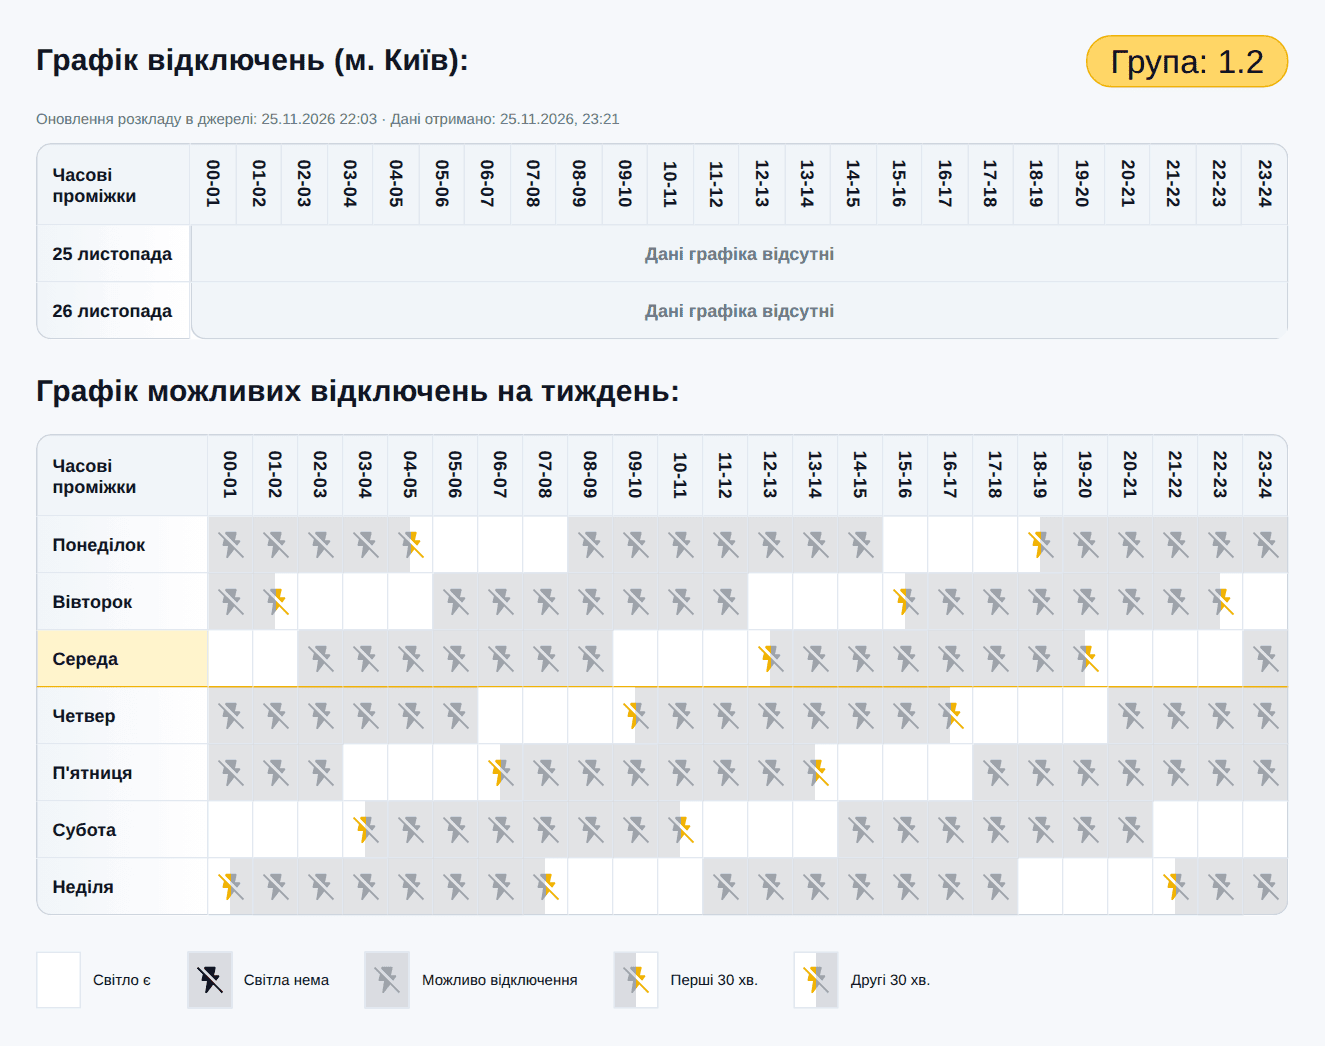 Графік відключень (м. Київ):
Група: 1.2
Оновлення розкладу в джерелі: 25.11.2026 22:03 · Дані отримано: 25.11.2026, 23:21
Часові
проміжки
00-01 01-02 02-03 03-04 04-05 05-06 06-07 07-08 08-09 09-10 10-11 11-12 12-13 13-14 14-15 15-16 16-17 17-18 18-19 19-20 20-21 21-22 22-23 23-24
25 листопада Дані графіка відсутні
26 листопада Дані графіка відсутні
Графік можливих відключень на тиждень:
Часові
проміжки
00-01 01-02 02-03 03-04 04-05 05-06 06-07 07-08 08-09 09-10 10-11 11-12 12-13 13-14 14-15 15-16 16-17 17-18 18-19 19-20 20-21 21-22 22-23 23-24
Понеділок
Вівторок
Середа
Четвер
П'ятниця
Субота
Неділя
Світло є Світла нема Можливо відключення Перші 30 хв. Другі 30 хв.